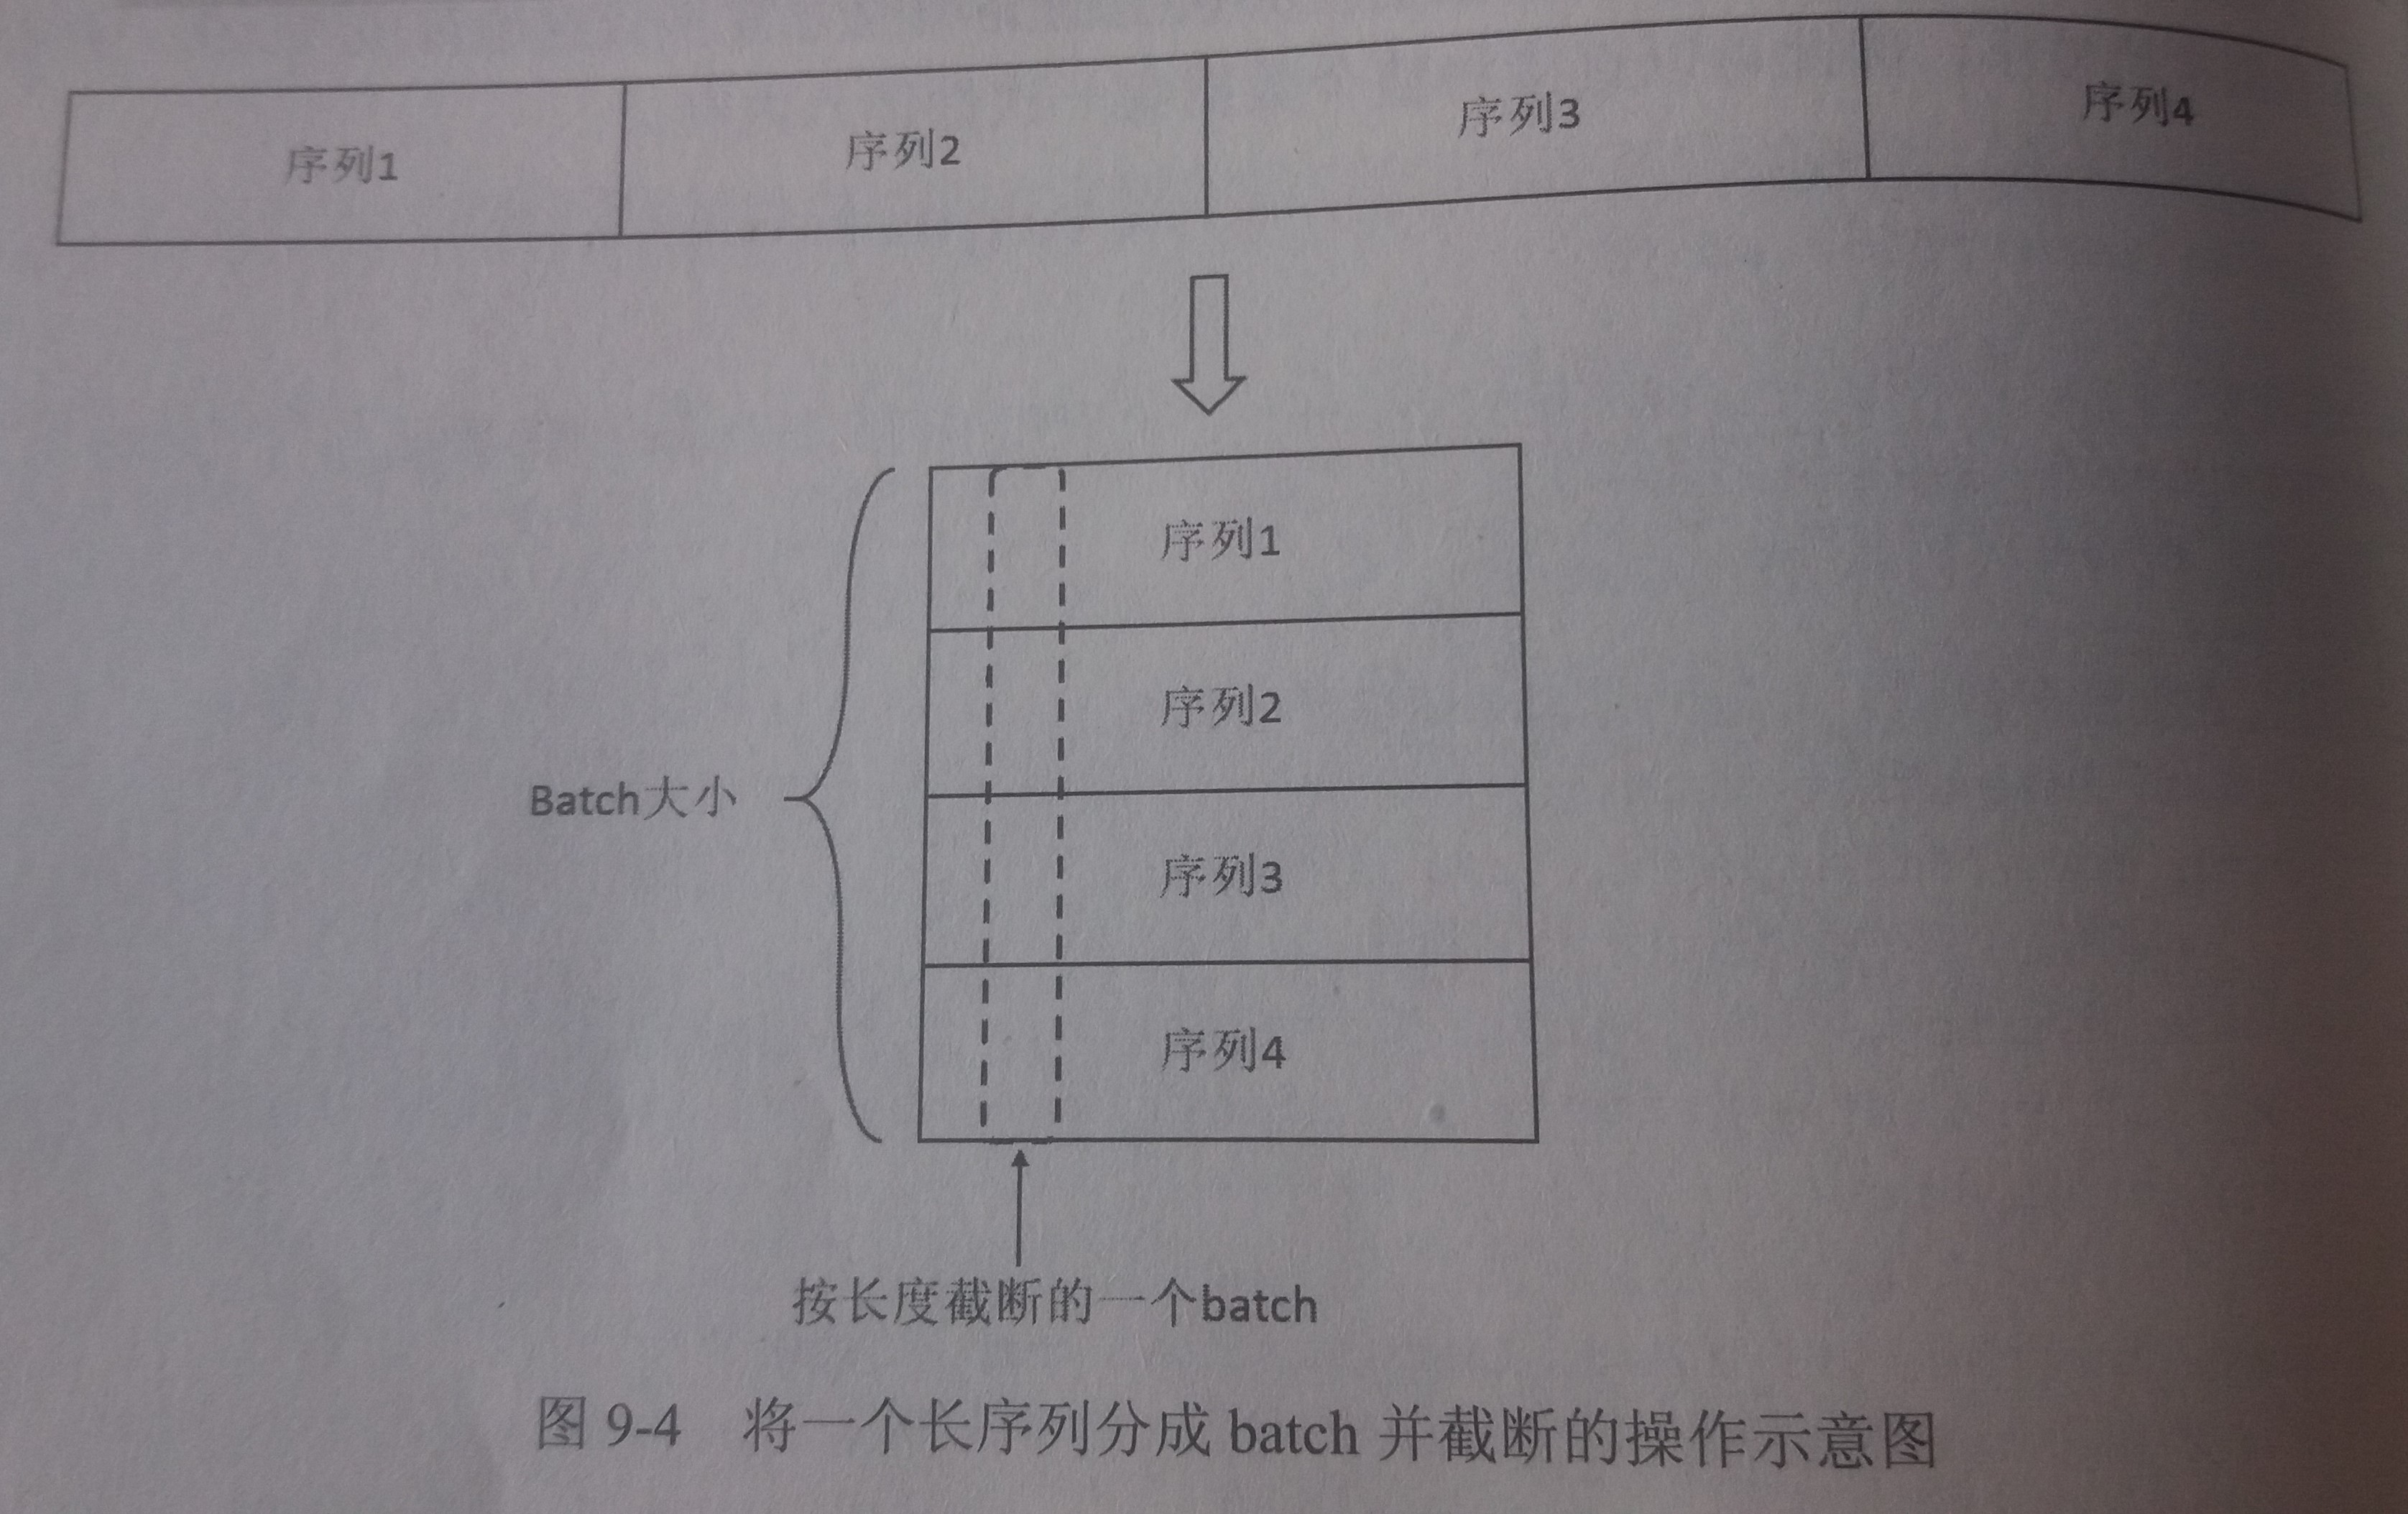 序列1
序列2
序列3
序列4
序列1
序列2
Batch大小
序列3
序列4
按长度截断的一个batch
图 9-4 将一个长序列分成 batch 并截断的操作示意图